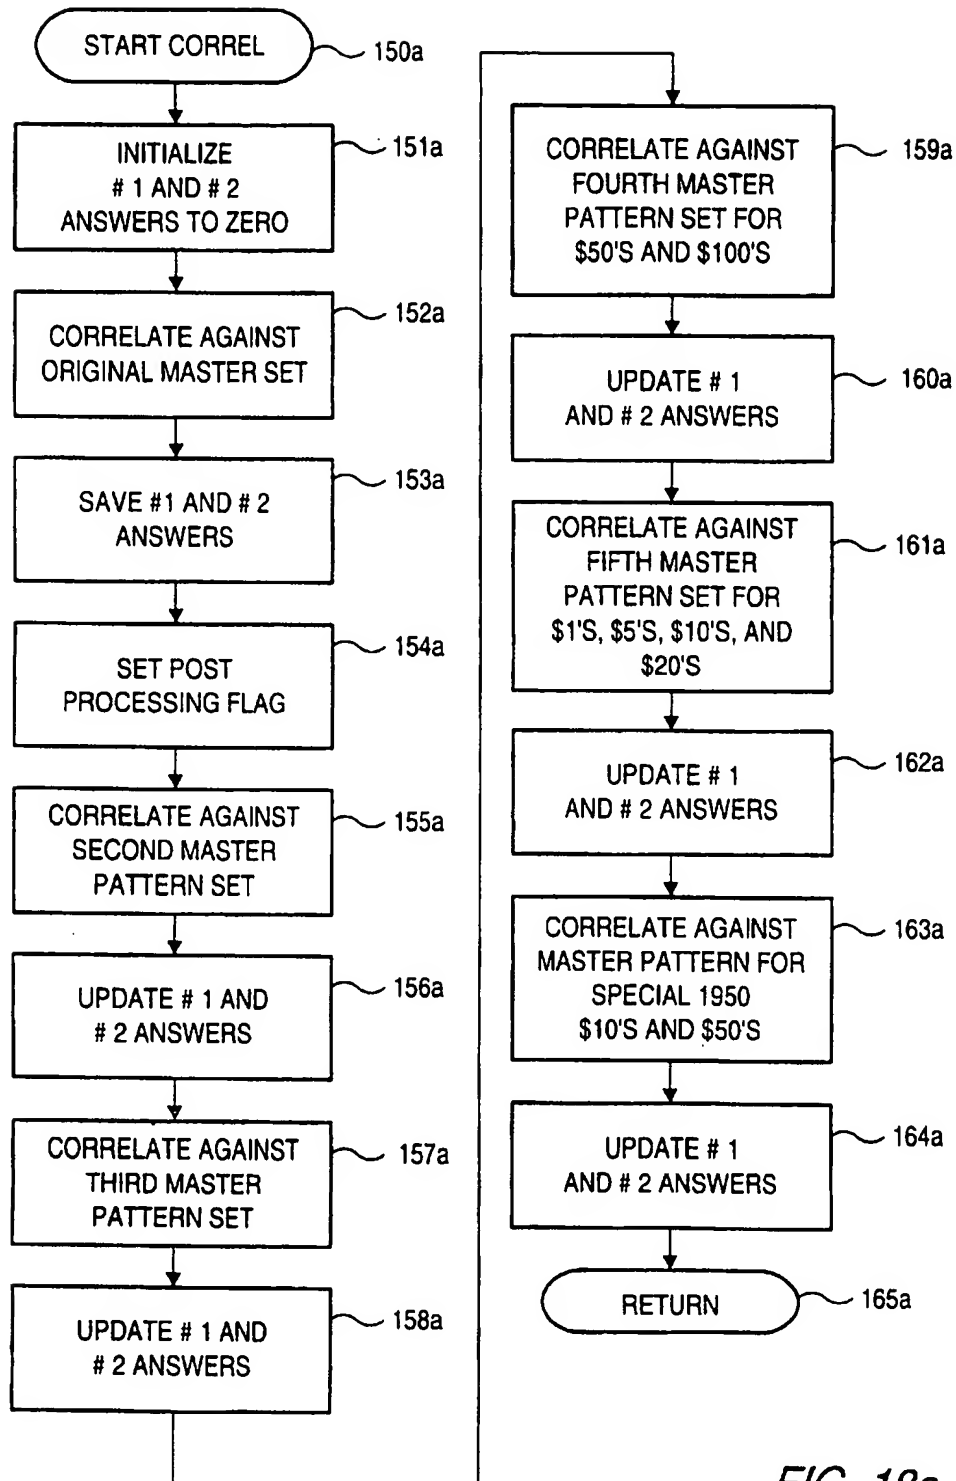 START CORREL
150a
INITIALIZE
# 1 AND # 2
ANSWERS TO ZERO
151a
CORRELATE AGAINST
ORIGINAL MASTER SET
152a
SAVE #1 AND # 2
ANSWERS
153a
SET POST
PROCESSING FLAG
154a
CORRELATE AGAINST
SECOND MASTER
PATTERN SET
155a
UPDATE # 1 AND
# 2 ANSWERS
156a
CORRELATE AGAINST
THIRD MASTER
PATTERN SET
157a
UPDATE # 1 AND
# 2 ANSWERS
158a
CORRELATE AGAINST
FOURTH MASTER
PATTERN SET FOR
$50'S AND $100'S
159a
UPDATE # 1
AND # 2 ANSWERS
160a
CORRELATE AGAINST
FIFTH MASTER
PATTERN SET FOR
$1'S, $5'S, $10'S, AND
$20'S
161a
UPDATE # 1
AND # 2 ANSWERS
162a
CORRELATE AGAINST
MASTER PATTERN FOR
SPECIAL 1950
$10'S AND $50'S
163a
UPDATE # 1
AND # 2 ANSWERS
164a
RETURN
165a
FIG. 18a